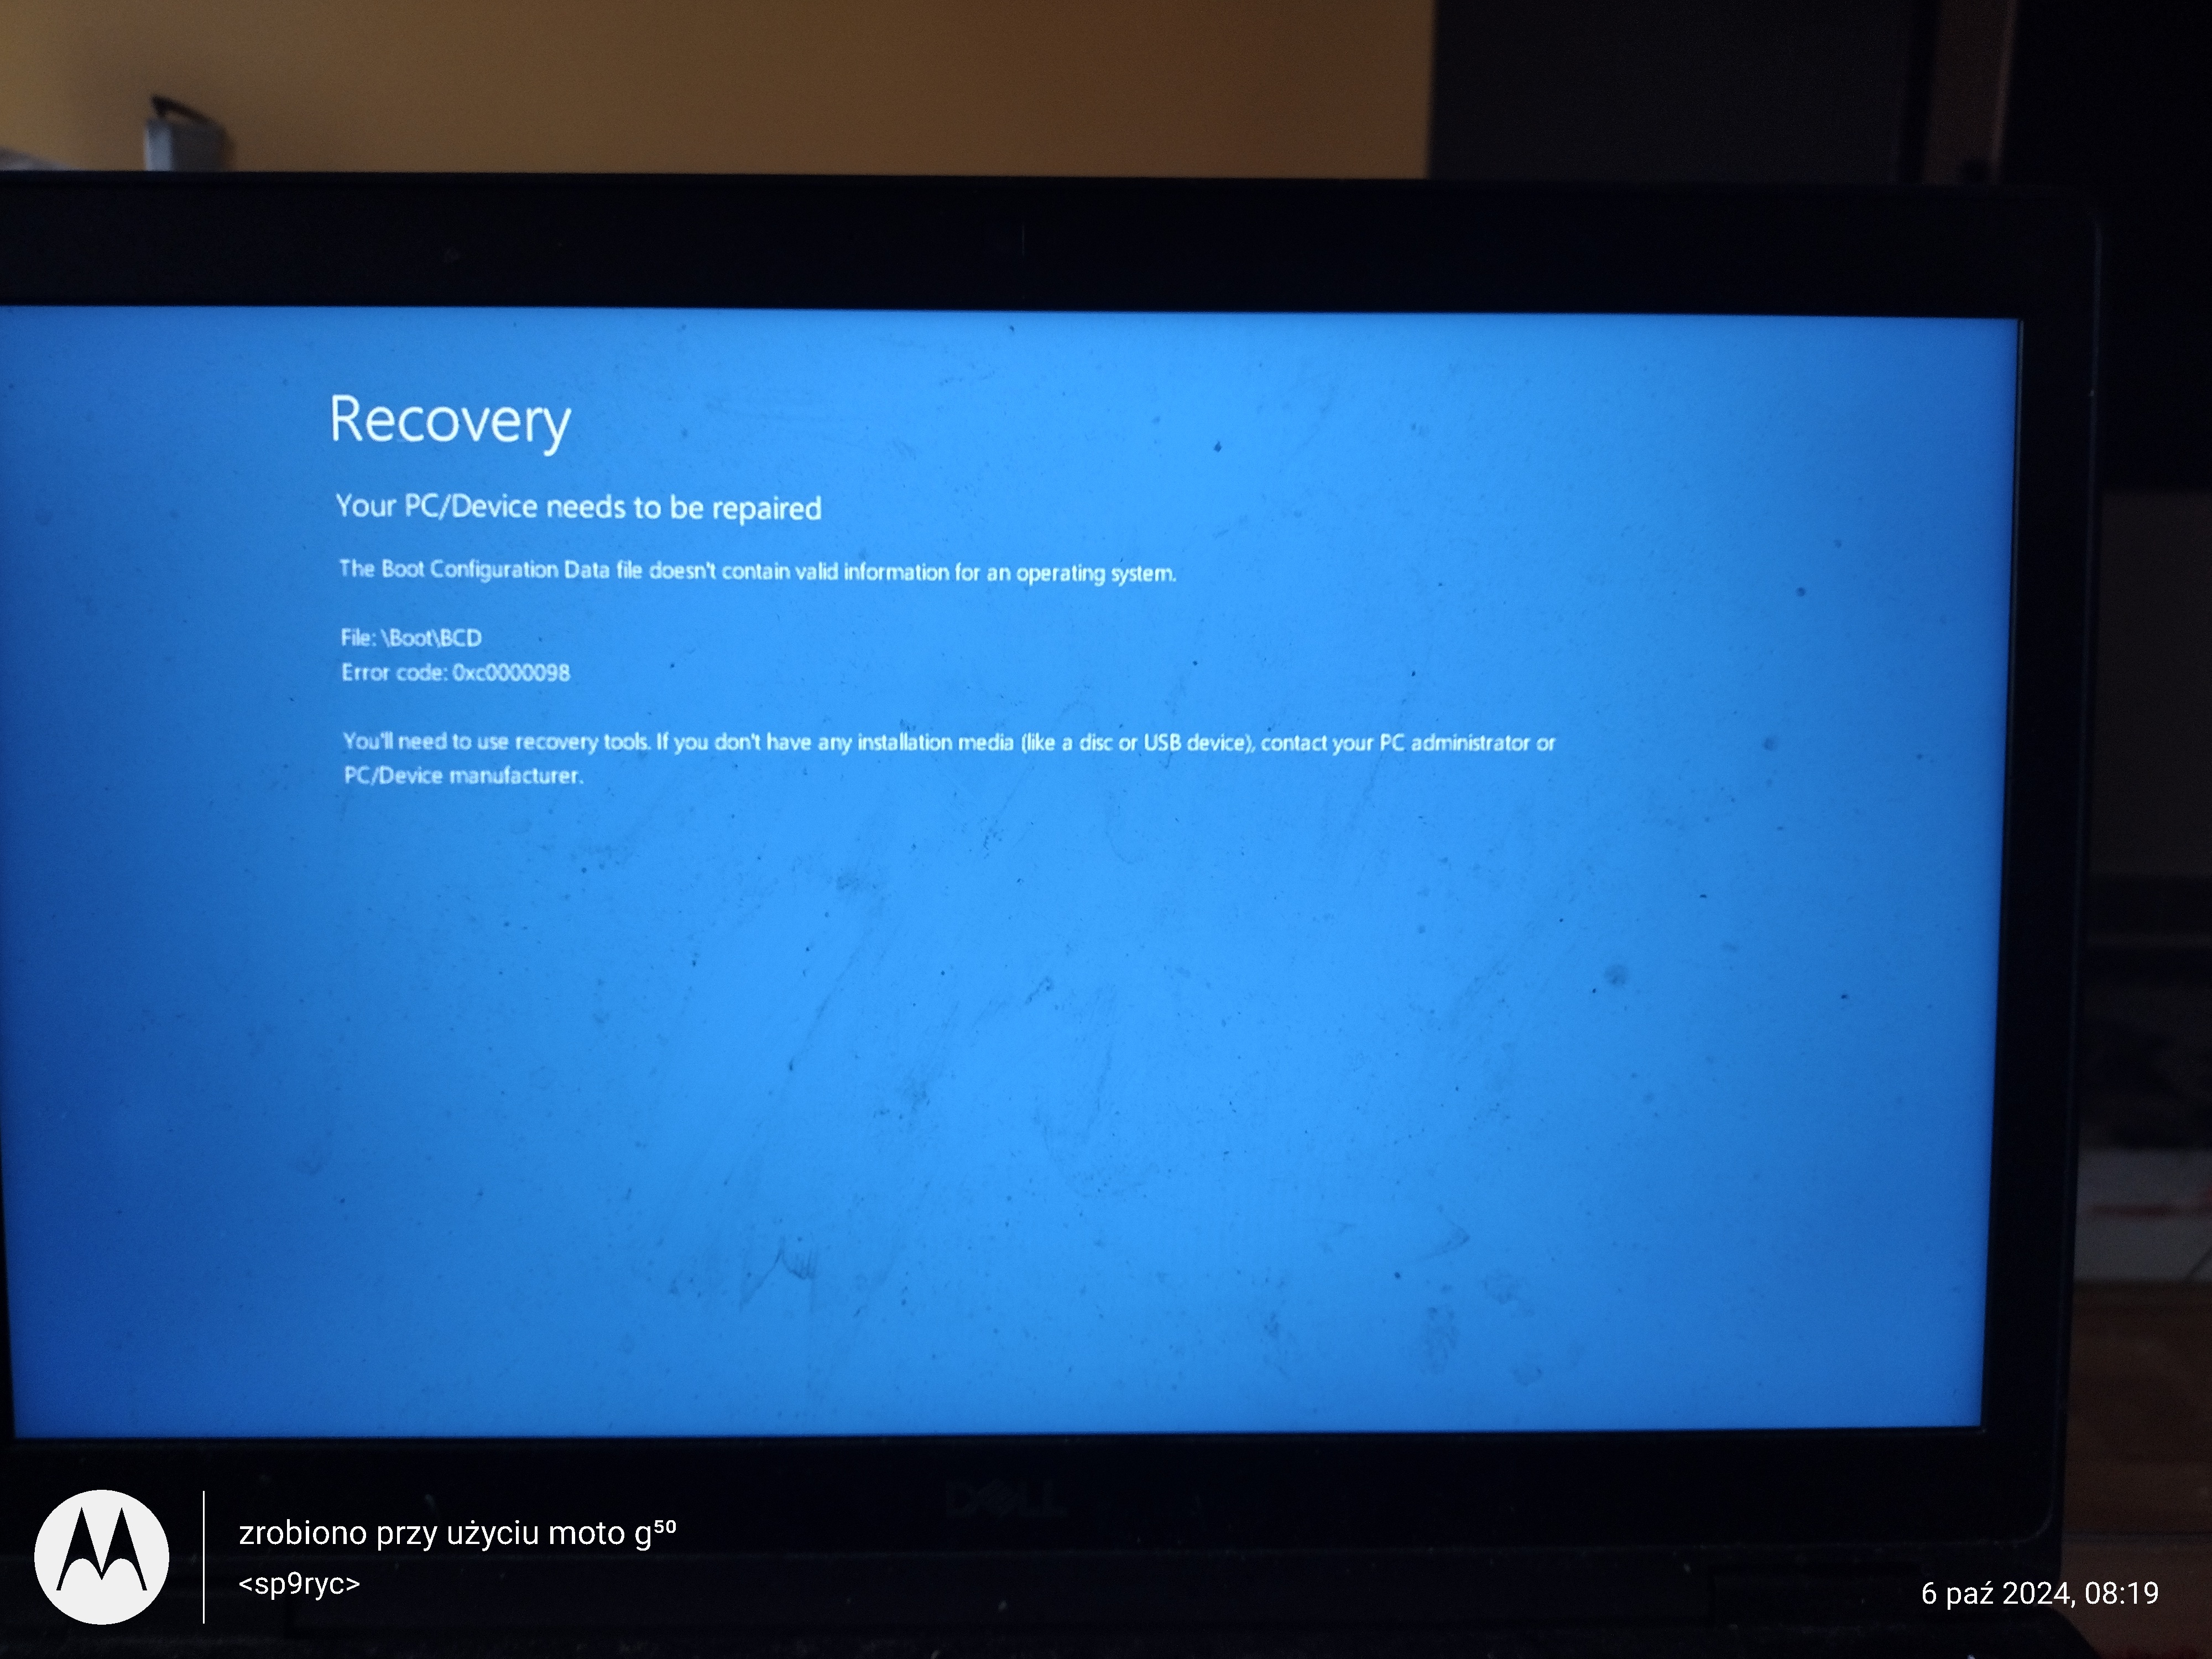 Recovery
Your PC/Device needs to be repaired
The Boot Configuration Data file doesn't contain valid information for an operating system.
File: \Boot\BCD
Error code: 0xc0000098
You'll need to use recovery tools. If you don't have any installation media (like a disc or USB device), contact your PC administrator or
PC/Device manufacturer.
DELL
zrobiono przy użyciu moto g⁵⁰
<sp9ryc>
6 paź 2024, 08:19